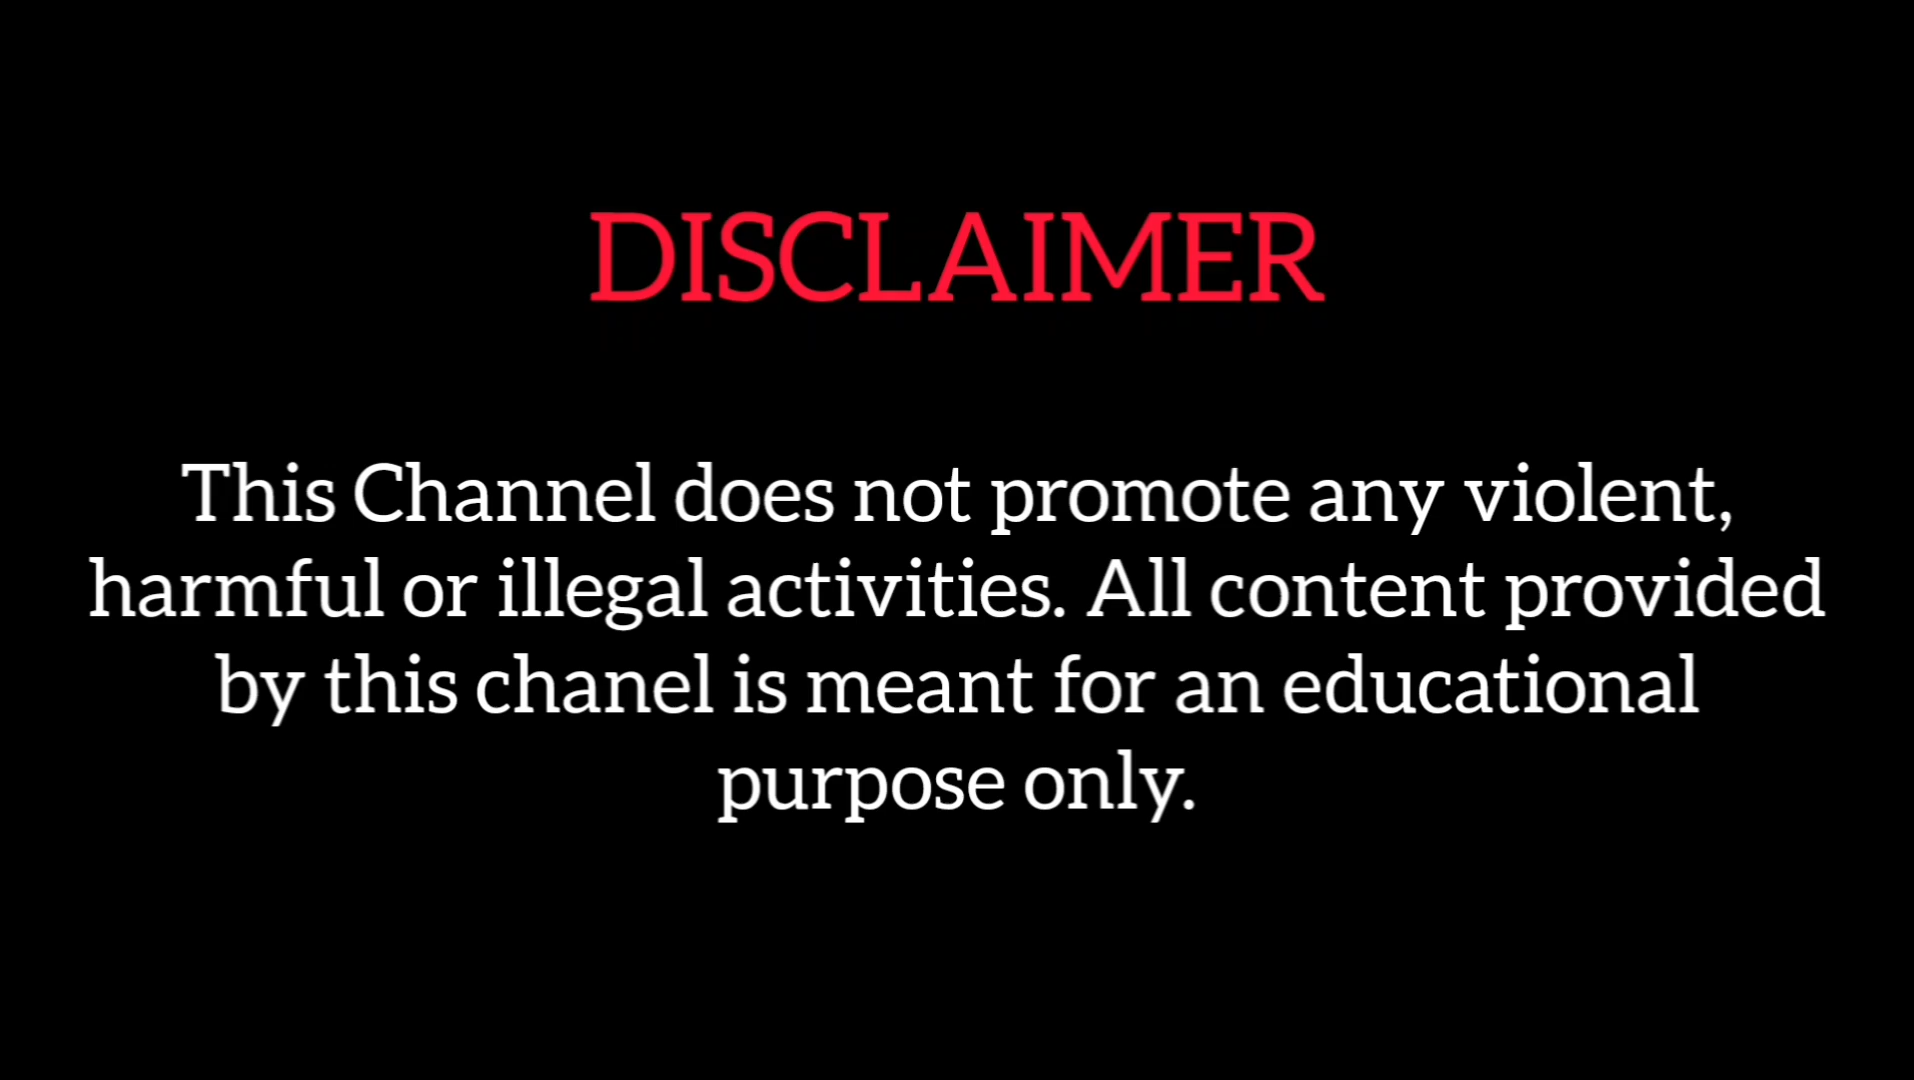 DISCLAIMER
This Channel does not promote any violent,
harmful or illegal activities. All content provided
by this chanel is meant for an educational
purpose only.